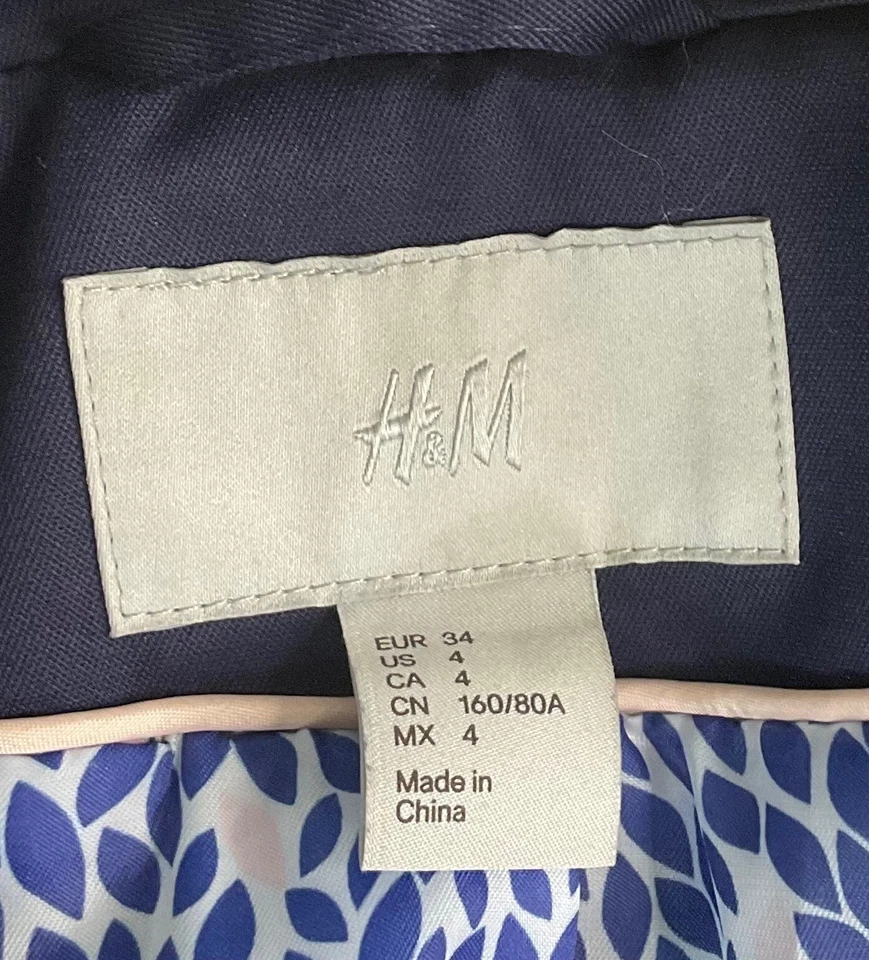 H&M
EUR 34
US 4
CA 4
CN 160/80A
MX 4
Made in
China